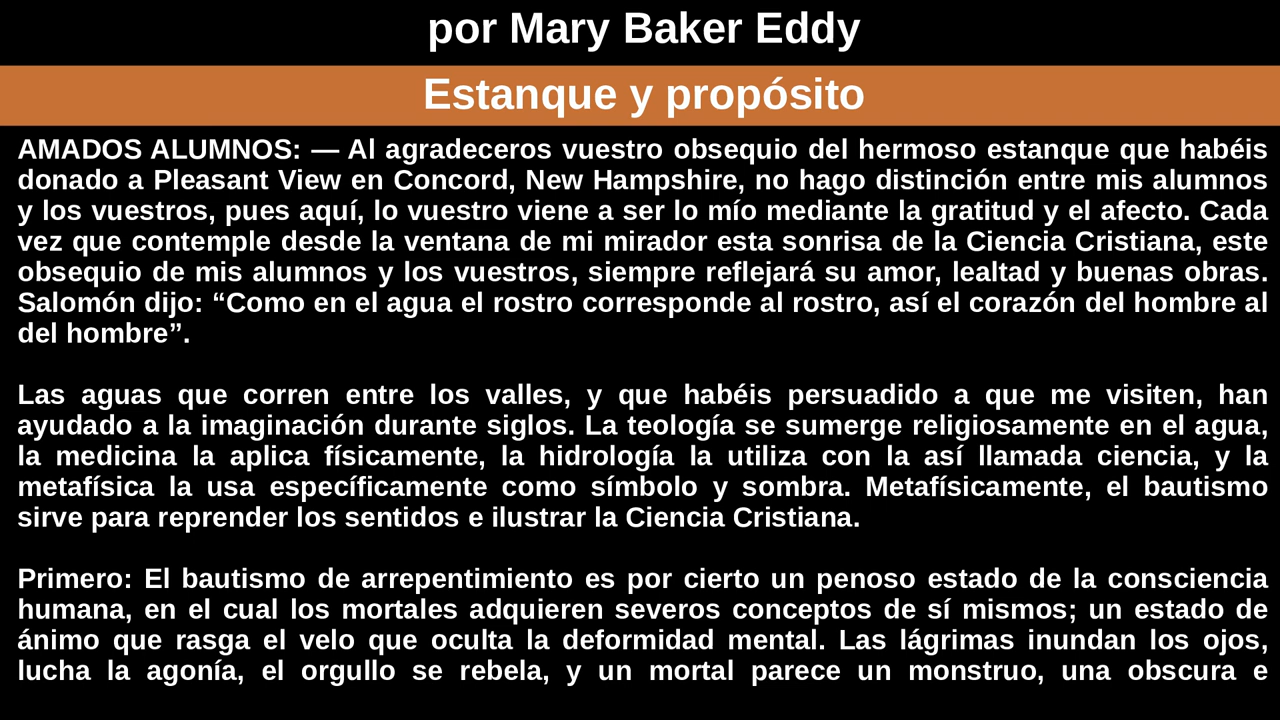 por Mary Baker Eddy
Estanque y propósito
AMADOS ALUMNOS: — Al agradeceros vuestro obsequio del hermoso estanque que habéis
donado a Pleasant View en Concord, New Hampshire, no hago distinción entre mis alumnos
y los vuestros, pues aquí, lo vuestro viene a ser lo mío mediante la gratitud y el afecto. Cada
vez que contemple desde la ventana de mi mirador esta sonrisa de la Ciencia Cristiana, este
obsequio de mis alumnos y los vuestros, siempre reflejará su amor, lealtad y buenas obras.
Salomón dijo: “Como en el agua el rostro corresponde al rostro, así el corazón del hombre al
del hombre”.
Las aguas que corren entre los valles, y que habéis persuadido a que me visiten, han
ayudado a la imaginación durante siglos. La teología se sumerge religiosamente en el agua,
la medicina la aplica físicamente, la hidrología la utiliza con la así llamada ciencia, y la
metafísica la usa específicamente como símbolo y sombra. Metafísicamente, el bautismo
sirve para reprender los sentidos e ilustrar la Ciencia Cristiana.
Primero: El bautismo de arrepentimiento es por cierto un penoso estado de la consciencia
humana, en el cual los mortales adquieren severos conceptos de sí mismos; un estado de
ánimo que rasga el velo que oculta la deformidad mental. Las lágrimas inundan los ojos,
lucha la agonía, el orgullo se rebela, y un mortal parece un monstruo, una obscura e